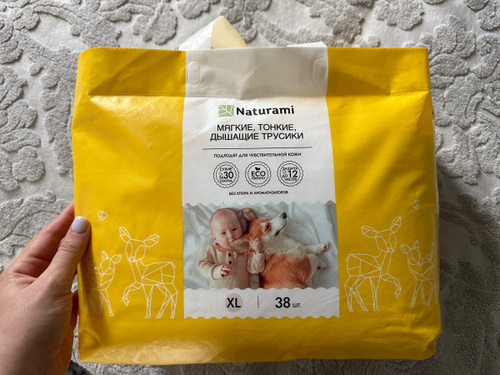 Naturami
МЯГКИЕ, ТОНКИЕ,
ДЫШАЩИЕ ТРУСИКИ
ПОДХОДЯТ ДЛЯ ЧУВСТВИТЕЛЬНОЙ КОЖИ
30
ECO
12
БЕЗ ХЛОРА И АРОМАТИЗАТОРОВ
XL | 38 шт